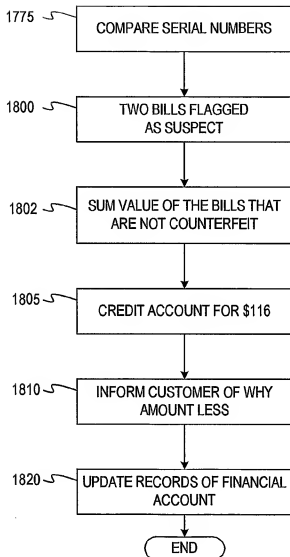 1775
COMPARE SERIAL NUMBERS
1800
TWO BILLS FLAGGED
AS SUSPECT
1802
SUM VALUE OF THE BILLS THAT
ARE NOT COUNTERFEIT
1805
CREDIT ACCOUNT FOR $116
1810
INFORM CUSTOMER OF WHY
AMOUNT LESS
1820
UPDATE RECORDS OF FINANCIAL
ACCOUNT
END